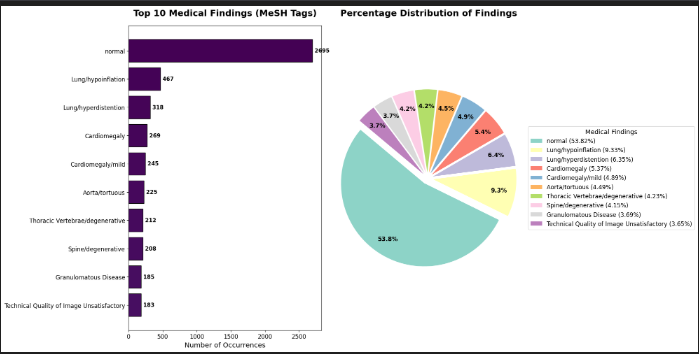 Top 10 Medical Findings (MeSH Tags)
normal
2695
Lung/hypoinflation
467
Lung/hyperdistention
318
Cardiomegaly
269
Cardiomegaly/mild
245
Aorta/tortuous
225
Thoracic Vertebrae/degenerative
212
Spine/degenerative
208
Granulomatous Disease
185
Technical Quality of Image Unsatisfactory
183
0 500 1000 1500 2000 2500
Number of Occurrences
Percentage Distribution of Findings
3.7%
3.7%
4.2%
4.2%
4.5%
4.9%
5.4%
6.4%
9.3%
53.8%
Medical Findings
normal (53.82%)
Lung/hypoinflation (9.33%)
Lung/hyperdistention (6.35%)
Cardiomegaly (5.37%)
Cardiomegaly/mild (4.89%)
Aorta/tortuous (4.49%)
Thoracic Vertebrae/degenerative (4.23%)
Spine/degenerative (4.15%)
Granulomatous Disease (3.69%)
Technical Quality of Image Unsatisfactory (3.65%)